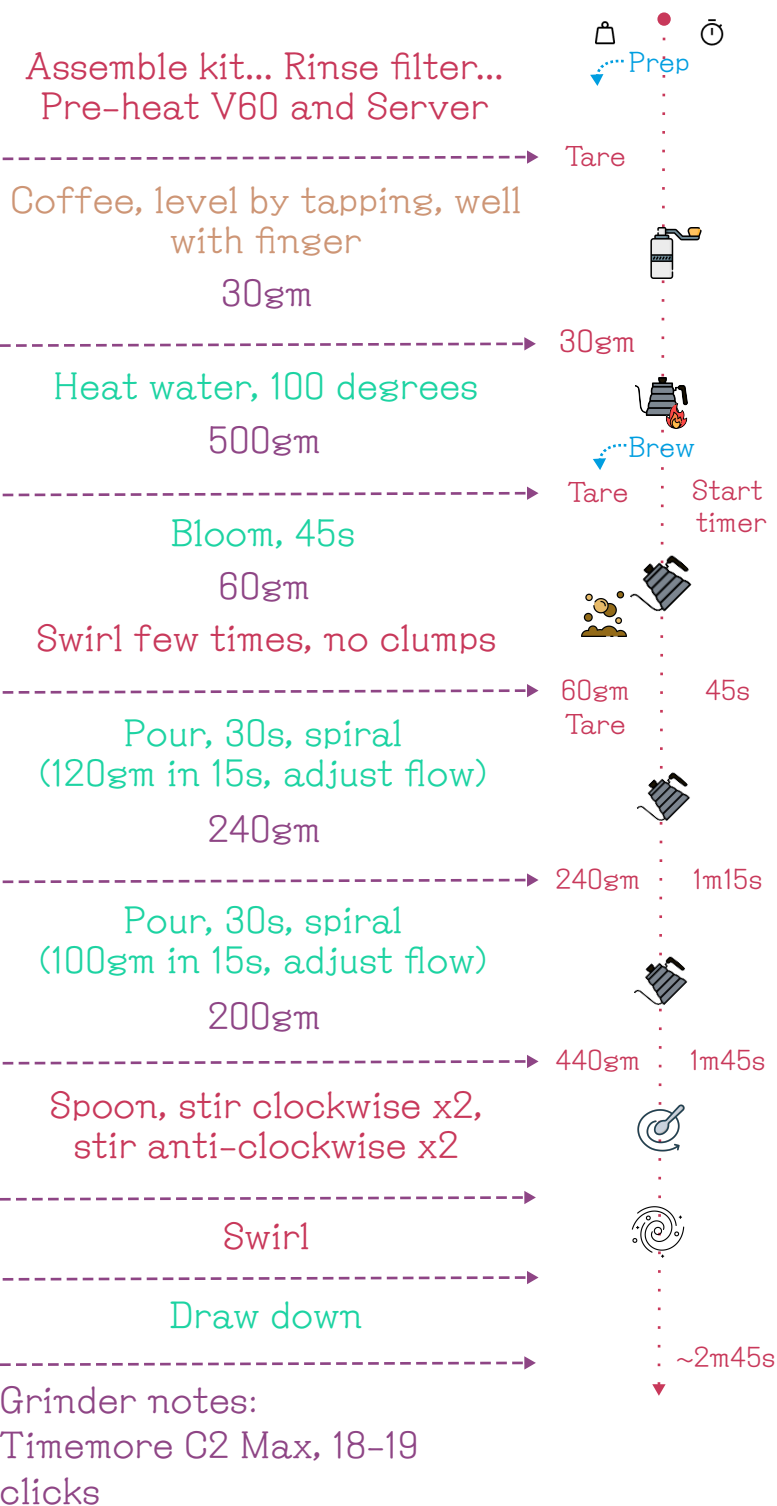 Prep
Assemble kit... Rinse filter...
Pre-heat V60 and Server
Tare
Coffee, level by tapping, well
with finger
30gm
30gm
Heat water, 100 degrees
500gm
Brew
Tare
Start
timer
Bloom, 45s
60gm
Swirl few times, no clumps
60gm
Tare
45s
Pour, 30s, spiral
(120gm in 15s, adjust flow)
240gm
240gm
1m15s
Pour, 30s, spiral
(100gm in 15s, adjust flow)
200gm
440gm
1m45s
Spoon, stir clockwise x2,
stir anti-clockwise x2
Swirl
Draw down
~2m45s
Grinder notes:
Timemore C2 Max, 18-19
clicks